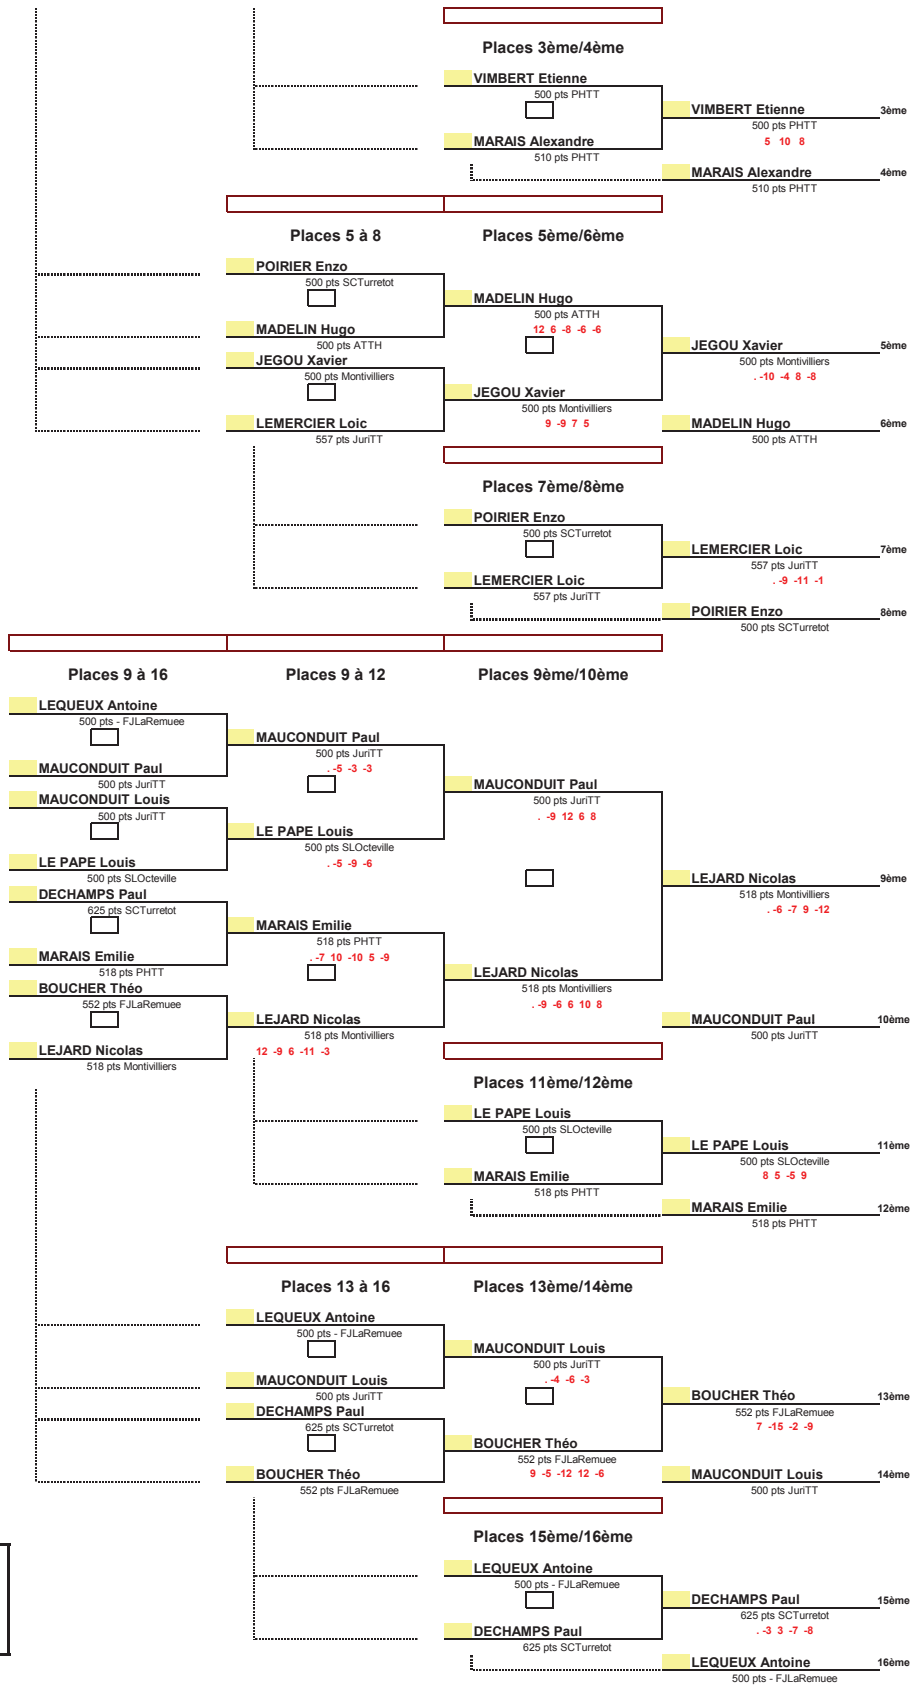 Places 3ème/4ème
VIMBERT Etienne
500 pts PHTT
VIMBERT Etienne 3ème
500 pts PHTT
5 10 8
MARAIS Alexandre
510 pts PHTT
MARAIS Alexandre 4ème
510 pts PHTT
Places 5 à 8 Places 5ème/6ème
POIRIER Enzo
500 pts SCTurretot
MADELIN Hugo
500 pts ATTH
12 6 -8 -6 -6
MADELIN Hugo
500 pts ATTH
JEGOU Xavier 5ème
500 pts Montivilliers
. -10 -4 8 -8
JEGOU Xavier
500 pts Montivilliers
JEGOU Xavier
500 pts Montivilliers
9 -9 7 5
LEMERCIER Loic
557 pts JuriTT
MADELIN Hugo 6ème
500 pts ATTH
Places 7ème/8ème
POIRIER Enzo
500 pts SCTurretot
LEMERCIER Loic 7ème
557 pts JuriTT
. -9 -11 -1
LEMERCIER Loic
557 pts JuriTT
POIRIER Enzo 8ème
500 pts SCTurretot
Places 9 à 16 Places 9 à 12 Places 9ème/10ème
LEQUEUX Antoine
500 pts - FJLaRemuee
MAUCONDUIT Paul
500 pts JuriTT
. -5 -3 -3
MAUCONDUIT Paul
500 pts JuriTT
MAUCONDUIT Paul
500 pts JuriTT
. -9 12 6 8
MAUCONDUIT Louis
500 pts JuriTT
LE PAPE Louis
500 pts SLOcteville
. -5 -9 -6
LE PAPE Louis
500 pts SLOcteville
LEJARD Nicolas 9ème
518 pts Montivilliers
. -6 -7 9 -12
DECHAMPS Paul
625 pts SCTurretot
MARAIS Emilie
518 pts PHTT
. -7 10 -10 5 -9
MARAIS Emilie
518 pts PHTT
LEJARD Nicolas
518 pts Montivilliers
. -9 -6 6 10 8
BOUCHER Théo
552 pts FJLaRemuee
LEJARD Nicolas
518 pts Montivilliers
12 -9 6 -11 -3
MAUCONDUIT Paul 10ème
500 pts JuriTT
LEJARD Nicolas
518 pts Montivilliers
Places 11ème/12ème
LE PAPE Louis
500 pts SLOcteville
LE PAPE Louis 11ème
500 pts SLOcteville
8 5 -5 9
MARAIS Emilie
518 pts PHTT
MARAIS Emilie 12ème
518 pts PHTT
Places 13 à 16 Places 13ème/14ème
LEQUEUX Antoine
500 pts - FJLaRemuee
MAUCONDUIT Louis
500 pts JuriTT
. -4 -6 -3
MAUCONDUIT Louis
500 pts JuriTT
BOUCHER Théo 13ème
552 pts FJLaRemuee
7 -15 -2 -9
DECHAMPS Paul
625 pts SCTurretot
BOUCHER Théo
552 pts FJLaRemuee
9 -5 -12 12 -6
BOUCHER Théo
552 pts FJLaRemuee
MAUCONDUIT Louis 14ème
500 pts JuriTT
Places 15ème/16ème
LEQUEUX Antoine
500 pts - FJLaRemuee
DECHAMPS Paul 15ème
625 pts SCTurretot
. -3 3 -7 -8
DECHAMPS Paul
625 pts SCTurretot
LEQUEUX Antoine 16ème
500 pts - FJLaRemuee